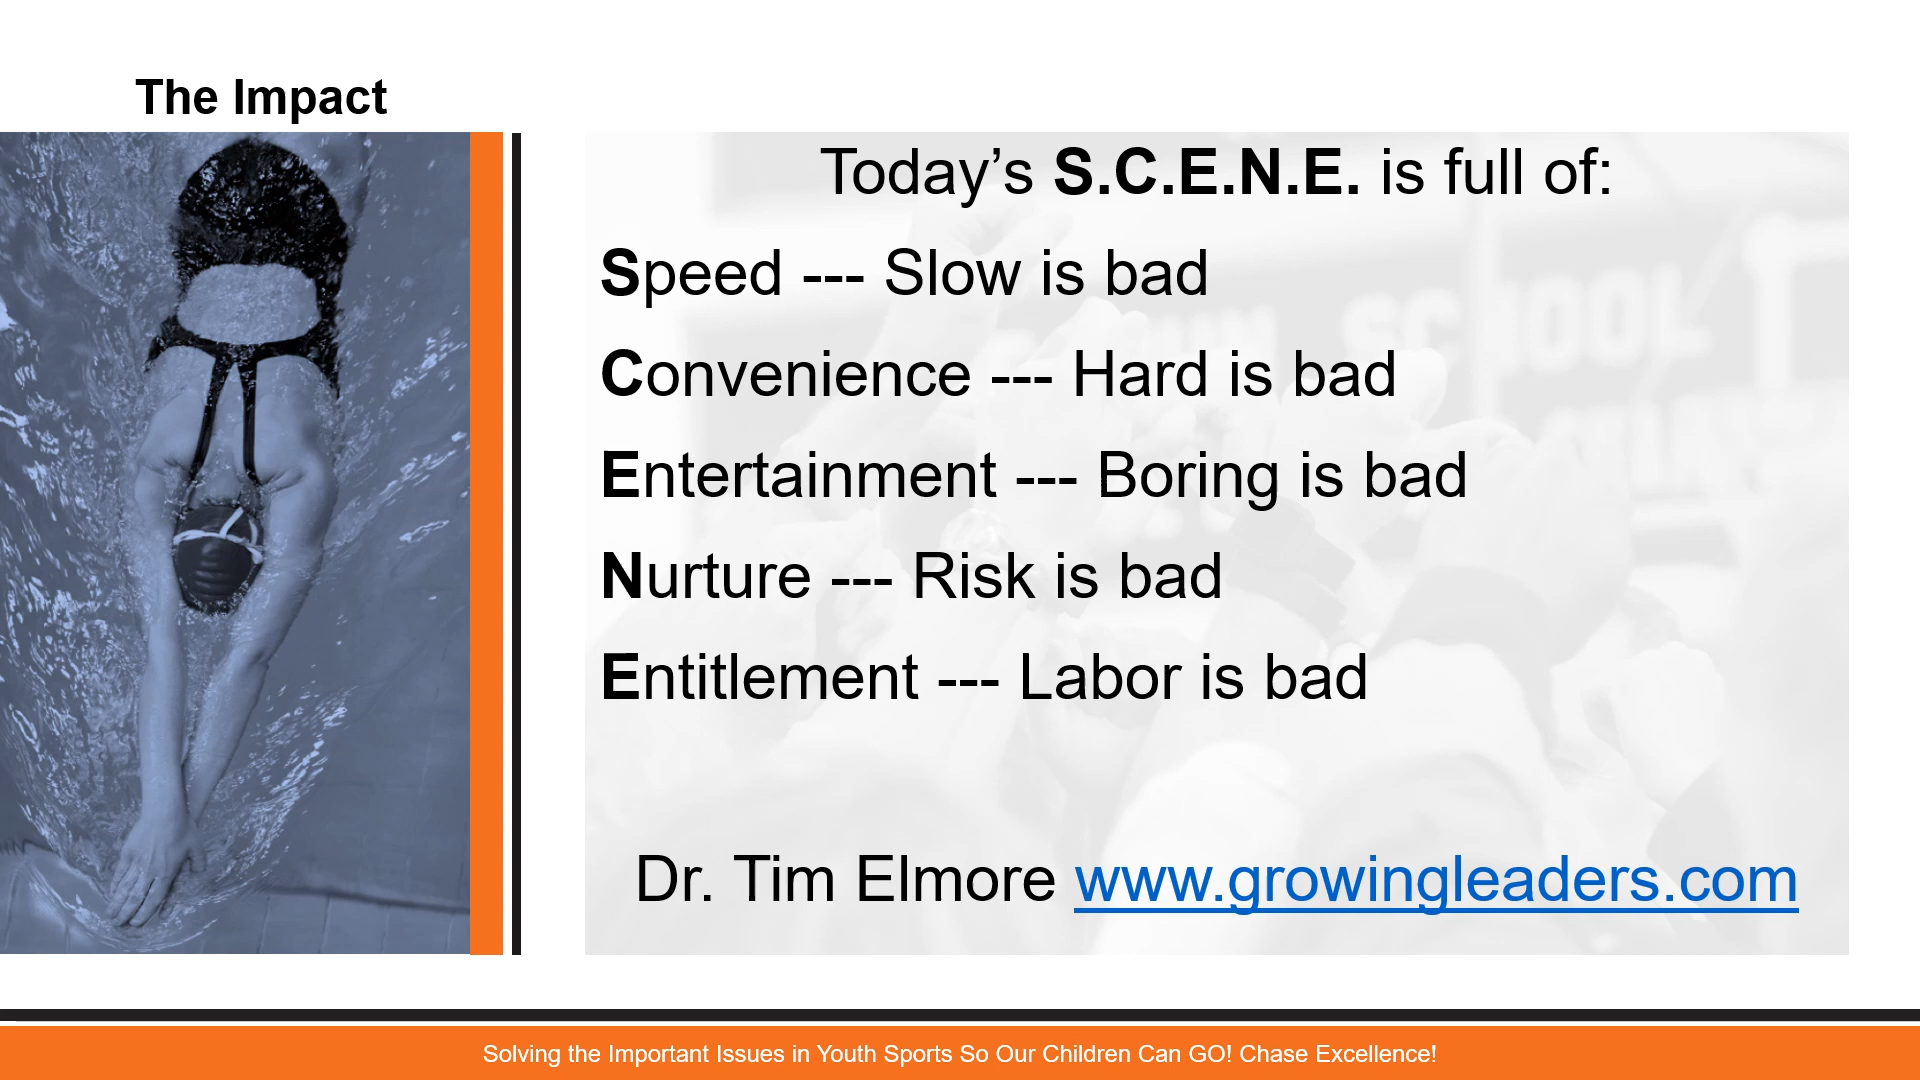 The Impact
Today’s S.C.E.N.E. is full of:
Speed --- Slow is bad
Convenience --- Hard is bad
Entertainment --- Boring is bad
Nurture --- Risk is bad
Entitlement --- Labor is bad
Dr. Tim Elmore www.growingleaders.com
SCHOOL
Solving the Important Issues in Youth Sports So Our Children Can GO! Chase Excellence!